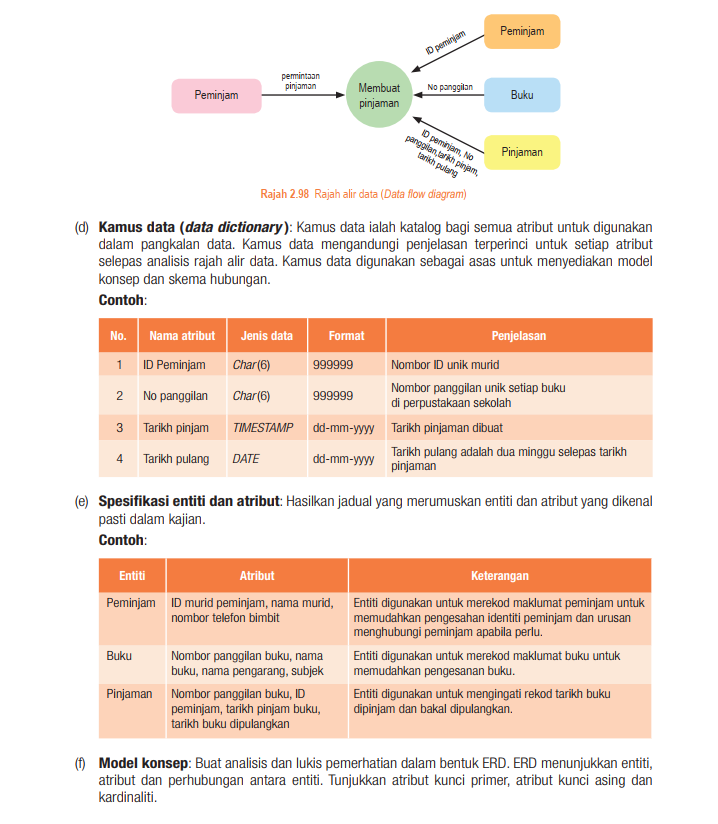 Peminjam
permintaan
pinjaman
Membuat
pinjaman
ID peminjam
Peminjam
No panggilan
Buku
ID peminjam, No
panggilan,tarikh pinjam,
tarikh pulang
Pinjaman
Rajah 2.98 Rajah alir data (Data flow diagram)
(d) Kamus data (data dictionary): Kamus data ialah katalog bagi semua atribut untuk digunakan
dalam pangkalan data. Kamus data mengandungi penjelasan terperinci untuk setiap atribut
selepas analisis rajah alir data. Kamus data digunakan sebagai asas untuk menyediakan model
konsep dan skema hubungan.
Contoh:
No. Nama atribut Jenis data Format Penjelasan
1 ID Peminjam Char(6) 999999 Nombor ID unik murid
2 No panggilan Char(6) 999999 Nombor panggilan unik setiap buku
di perpustakaan sekolah
3 Tarikh pinjam TIMESTAMP dd-mm-yyyy Tarikh pinjaman dibuat
4 Tarikh pulang DATE dd-mm-yyyy Tarikh pulang adalah dua minggu selepas tarikh
pinjaman
(e) Spesifikasi entiti dan atribut: Hasilkan jadual yang merumuskan entiti dan atribut yang dikenal
pasti dalam kajian.
Contoh:
Entiti Atribut Keterangan
Peminjam ID murid peminjam, nama murid, Entiti digunakan untuk merekod maklumat peminjam untuk
nombor telefon bimbit memudahkan pengesahan identiti peminjam dan urusan
menghubungi peminjam apabila perlu.
Buku Nombor panggilan buku, nama Entiti digunakan untuk merekod maklumat buku untuk
buku, nama pengarang, subjek memudahkan pengesanan buku.
Pinjaman Nombor panggilan buku, ID Entiti digunakan untuk mengingati rekod tarikh buku
peminjam, tarikh pinjam buku, dipinjam dan bakal dipulangkan.
tarikh buku dipulangkan
(f) Model konsep: Buat analisis dan lukis pemerhatian dalam bentuk ERD. ERD menunjukkan entiti,
atribut dan perhubungan antara entiti. Tunjukkan atribut kunci primer, atribut kunci asing dan
kardinaliti.